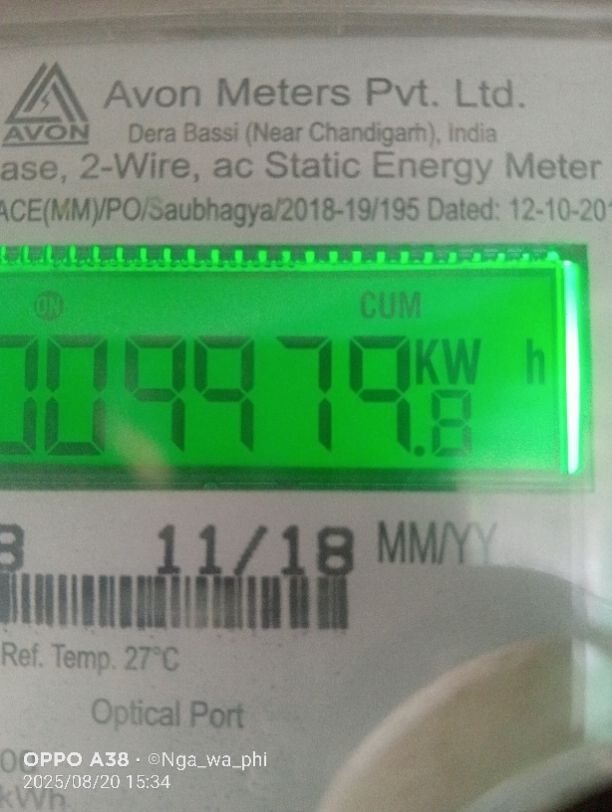 Avon Meters Pvt. Ltd.
AVON
Dera Bassi (Near Chandigarh), India
ase, 2-Wire, ac Static Energy Meter
ACE(MM)/PO/Saubhagya/2018-19/195 Dated: 12-10-201
ON CUM
009979.8 KW h
8 11/18 MM/YY
Ref. Temp. 27°C
Optical Port
OPPO A38 · ©Nga_wa_phi
2025/08/20 15:34
kWh